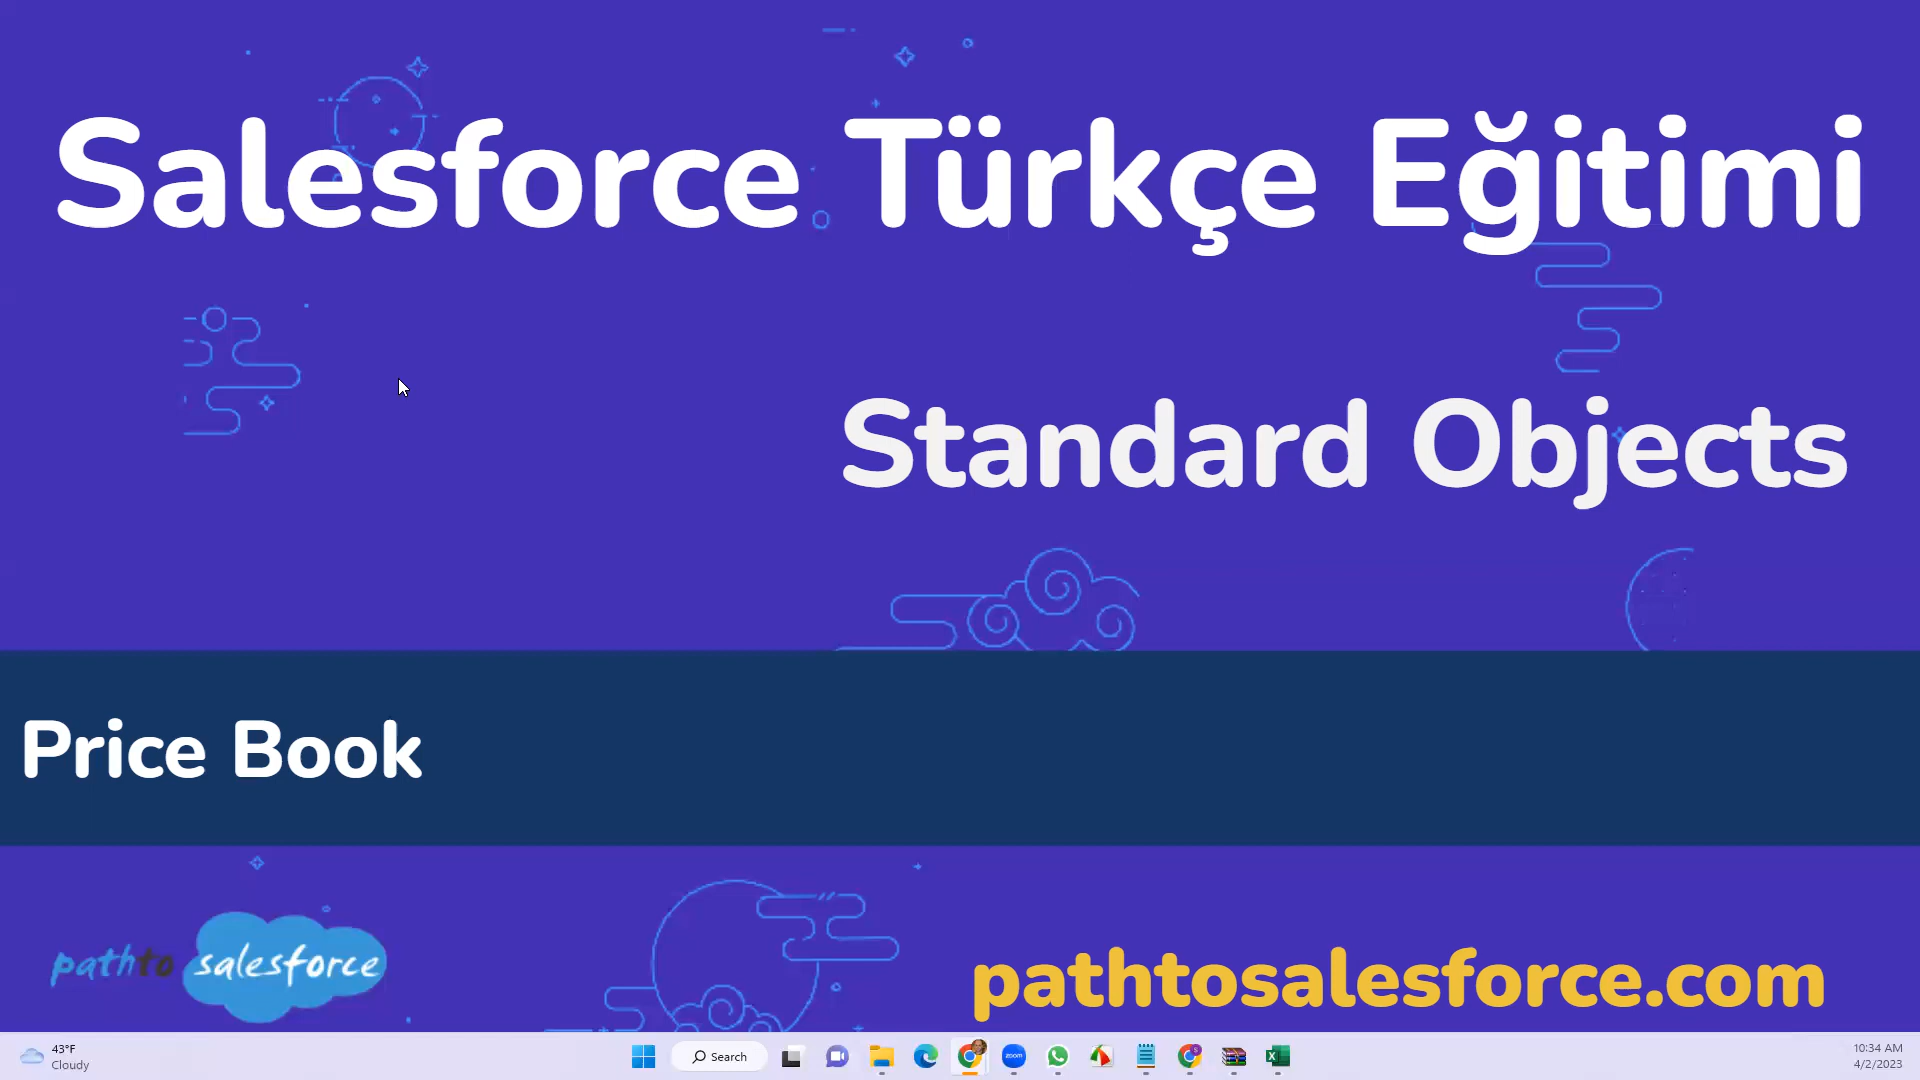 Salesforce Türkçe Eğitimi
Standard Objects
Price Book
pathto salesforce
pathtosalesforce.com
43°F
Cloudy
Search
zoom
S
X
10:34 AM
4/2/2023